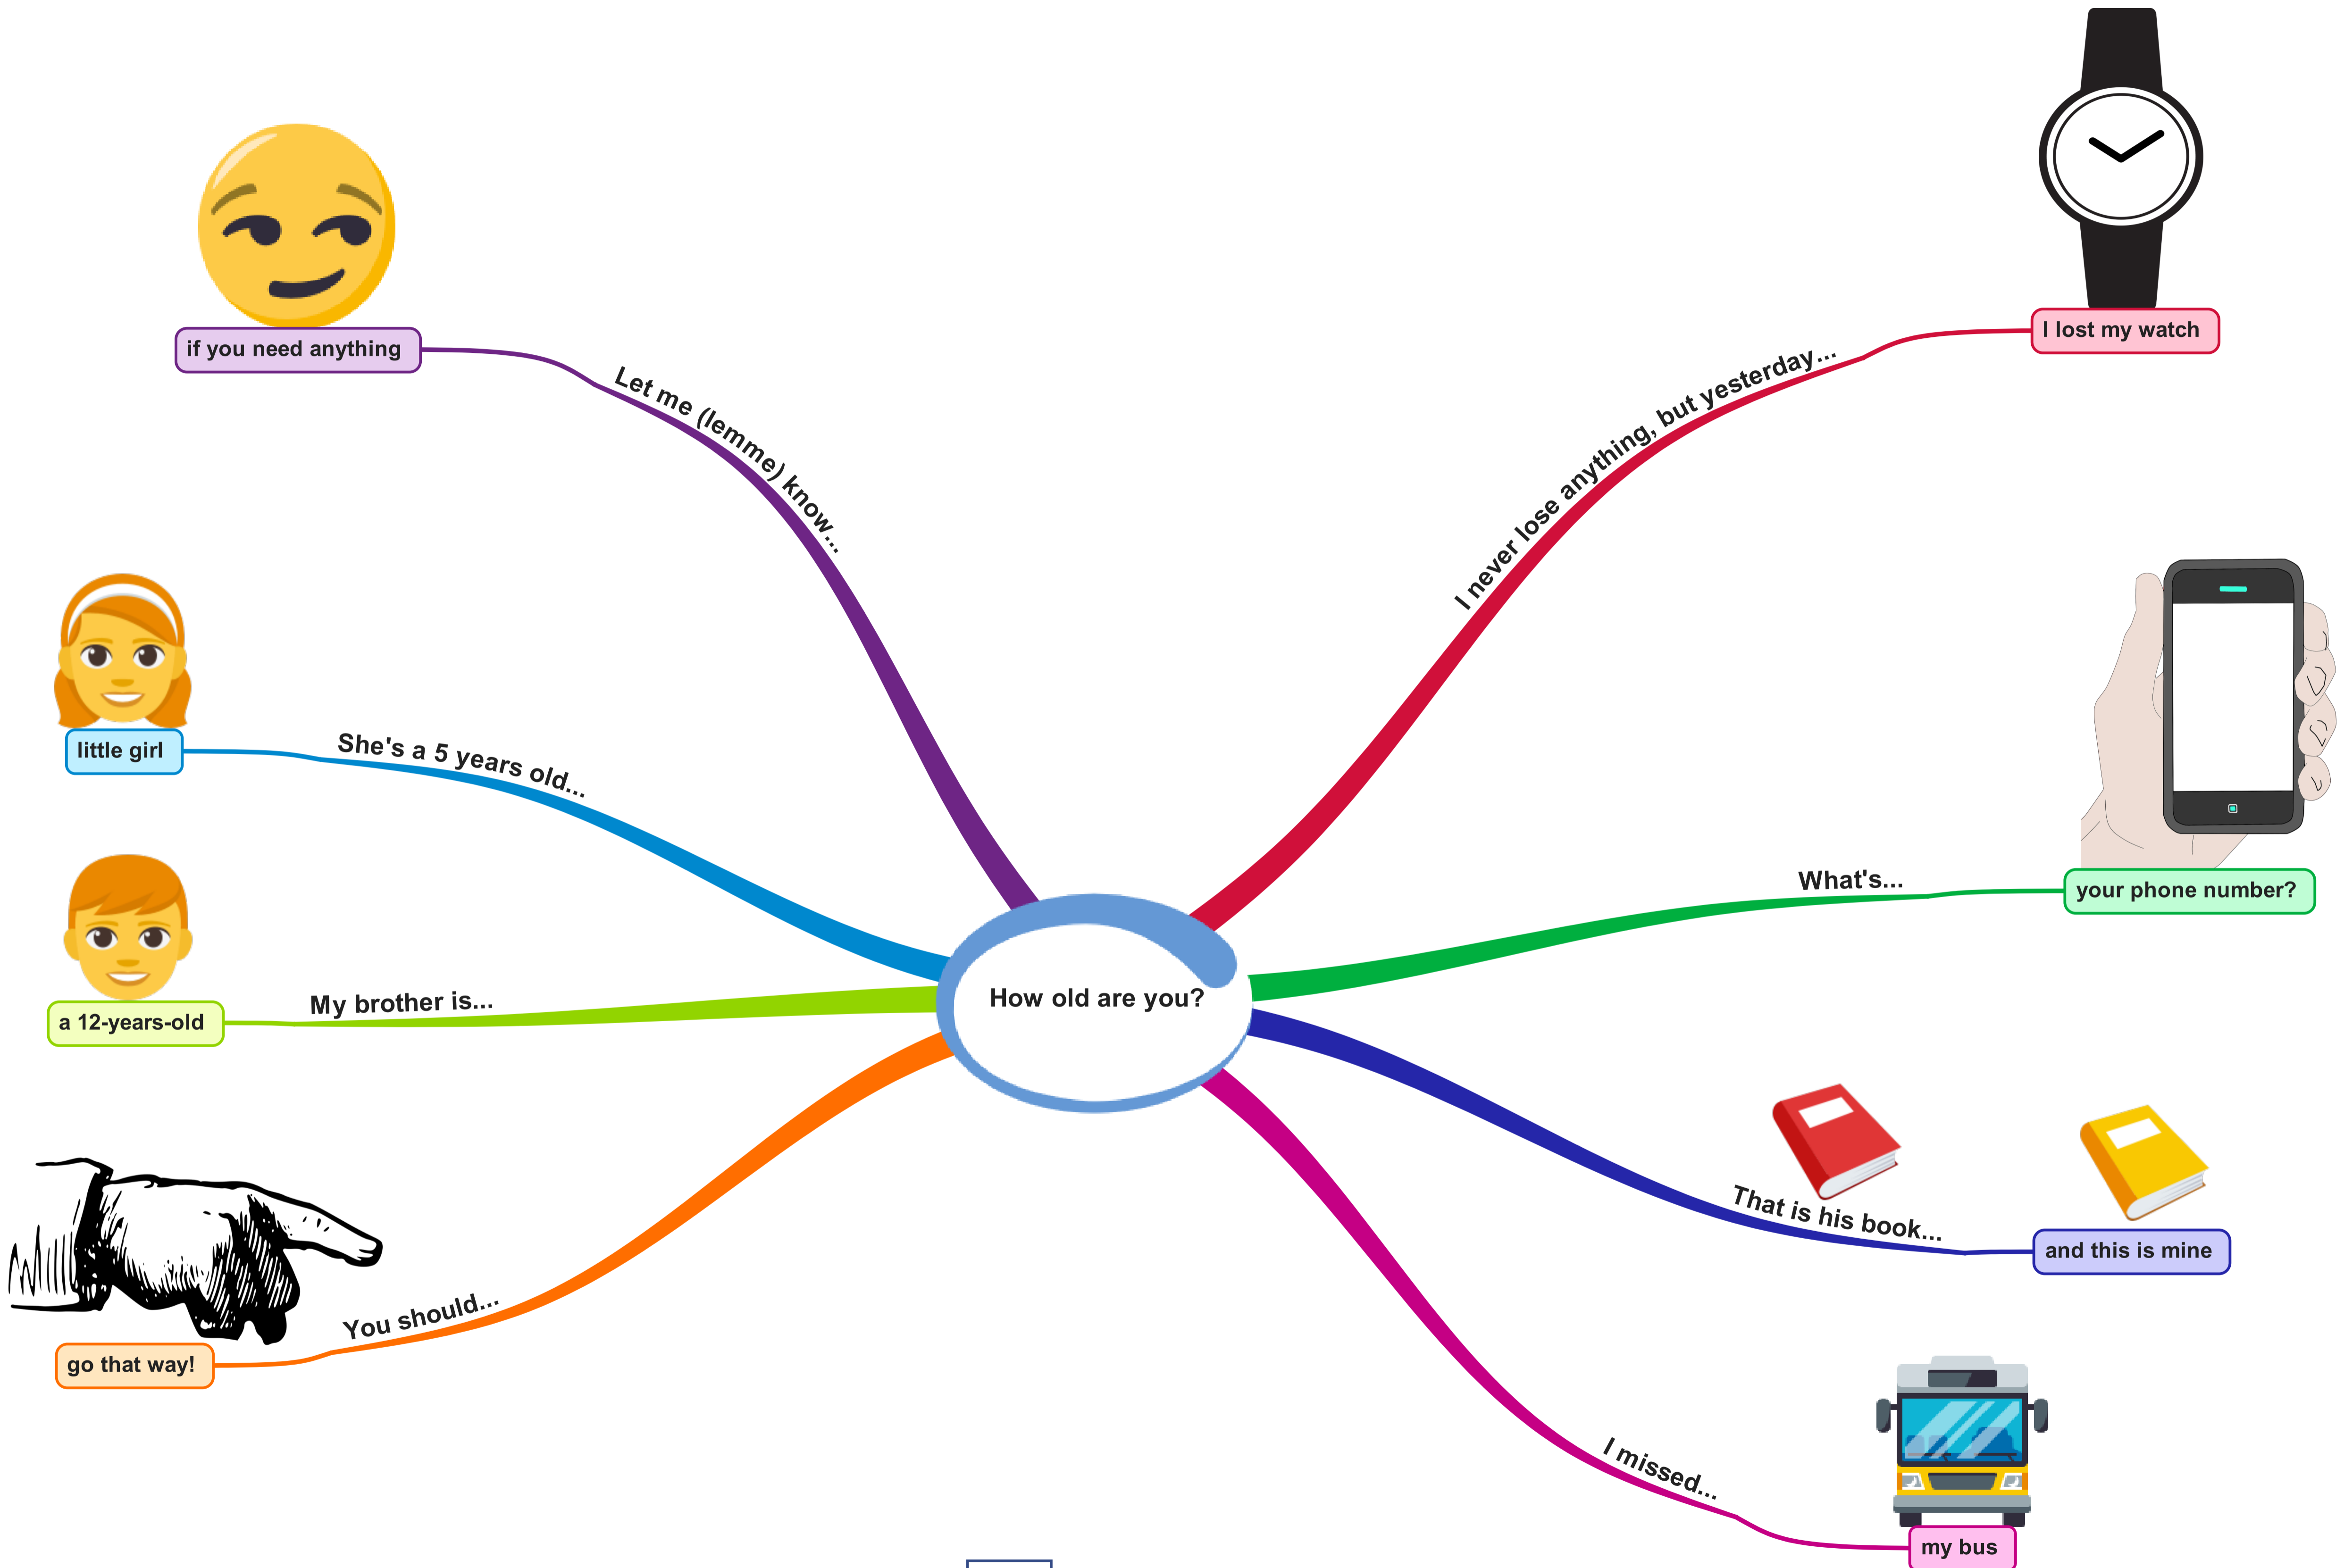 How old are you?
I never lose anything, but yesterday...
I lost my watch
What's...
your phone number?
That is his book...
and this is mine
I missed...
my bus
You should...
go that way!
My brother is...
a 12-years-old
She's a 5 years old...
little girl
Let me (lemme) know...
if you need anything